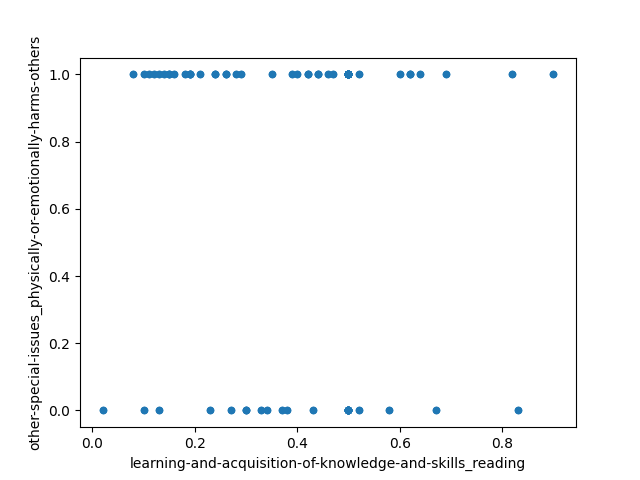 other-special-issues_physically-or-emotionally-harms-others
1.0
0.8
0.6
0.4
0.2
0.0
0.0 0.2 0.4 0.6 0.8
learning-and-acquisition-of-knowledge-and-skills_reading